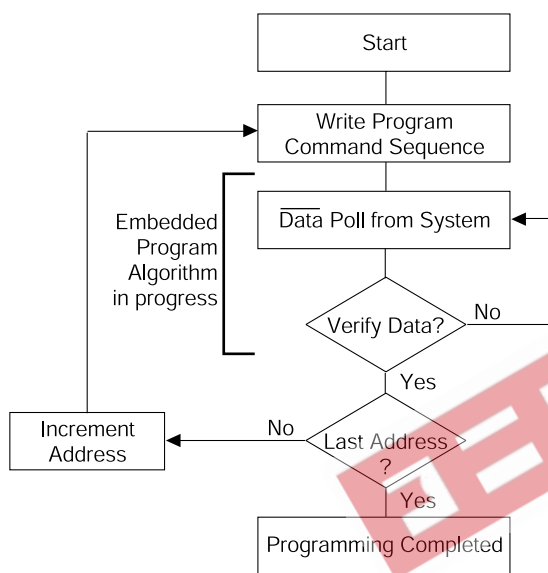 Start
Write Program
Command Sequence
Data Poll from System
Embedded
Program
Algorithm
in progress
Verify Data?
No
Yes
Increment
Address
No
Last Address
?
Yes
Programming Completed